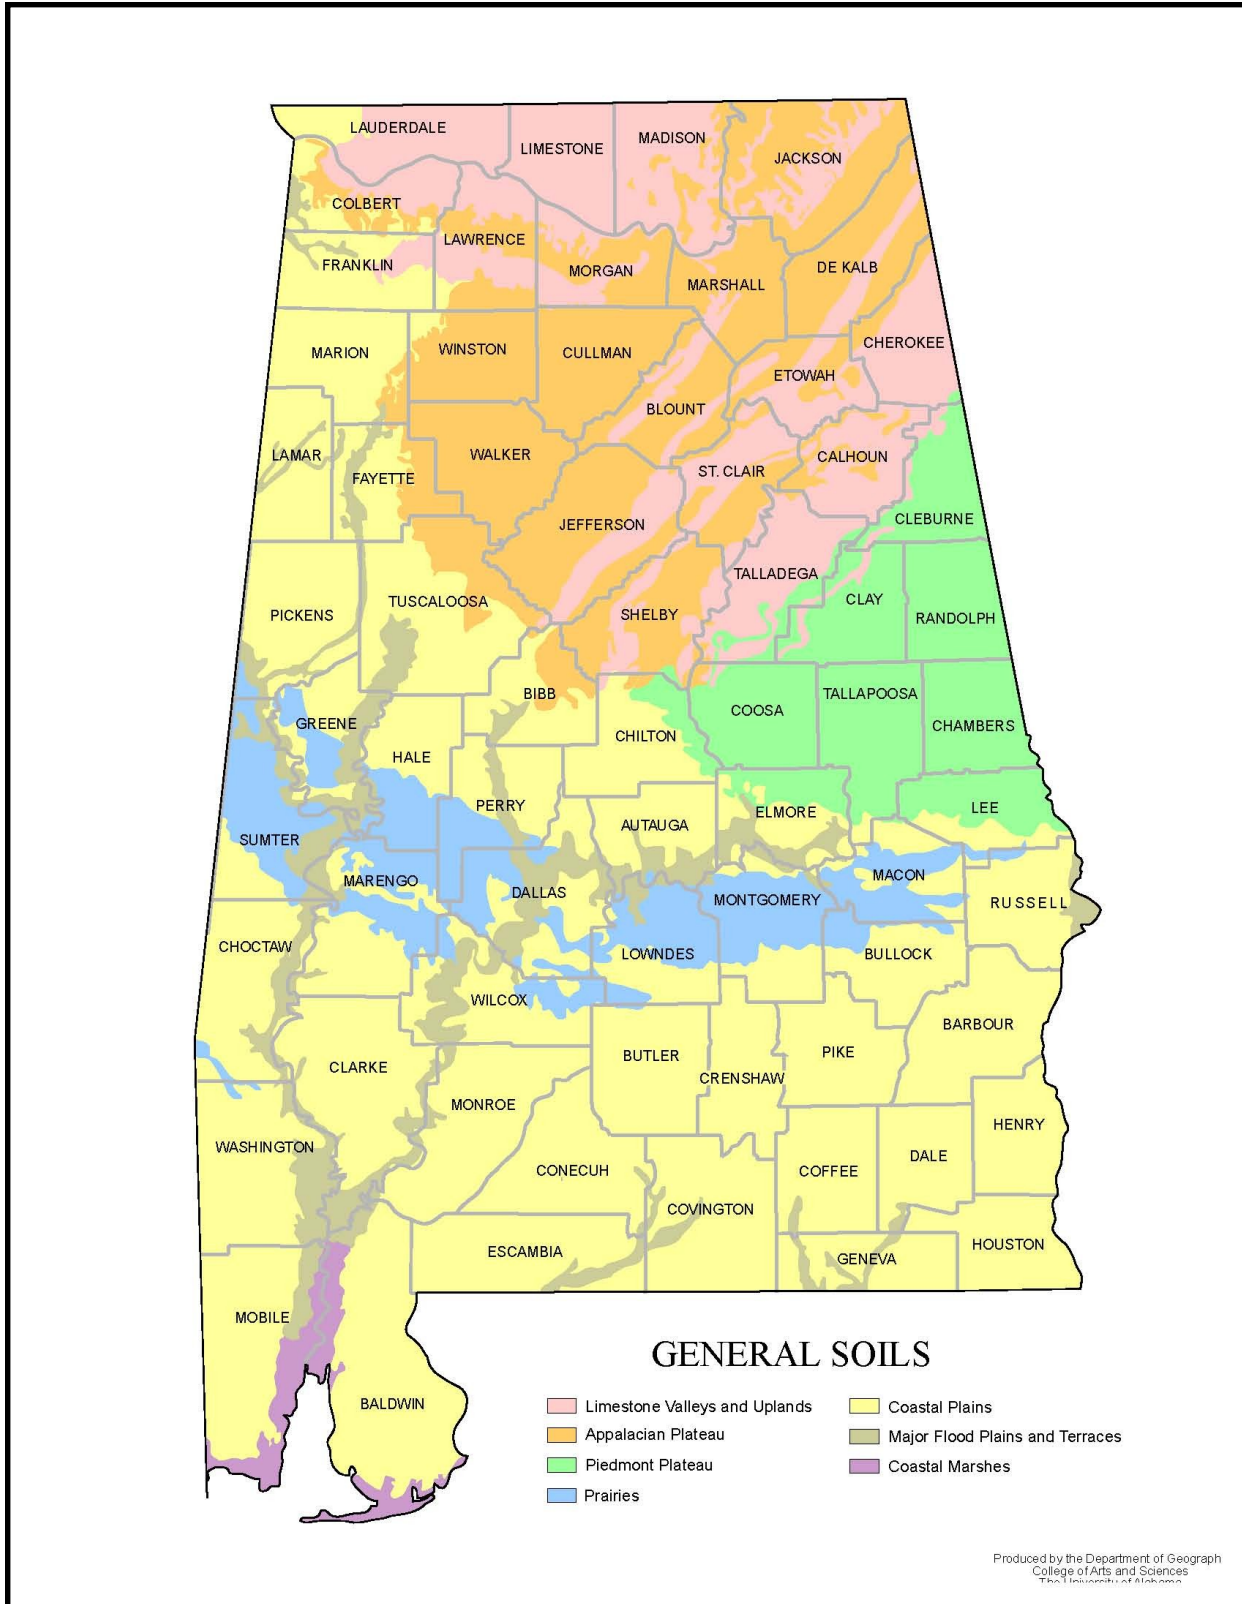 LAUDERDALE
LIMESTONE
MADISON
JACKSON
COLBERT
LAWRENCE
FRANKLIN
MORGAN
DE KALB
MARSHALL
CHEROKEE
MARION
WINSTON
CULLMAN
ETOWAH
BLOUNT
LAMAR
WALKER
CALHOUN
ST. CLAIR
FAYETTE
CLEBURNE
JEFFERSON
TALLADEGA
CLAY
TUSCALOOSA
PICKENS
SHELBY
RANDOLPH
BIBB
TALLAPOOSA
COOSA
GREENE
CHAMBERS
CHILTON
HALE
PERRY
LEE
ELMORE
AUTAUGA
SUMTER
MACON
MARENGO
DALLAS
MONTGOMERY
RUSSELL
CHOCTAW
LOWNDES
BULLOCK
WILCOX
BARBOUR
PIKE
BUTLER
CLARKE
CRENSHAW
MONROE
HENRY
WASHINGTON
DALE
CONECUH
COFFEE
COVINGTON
HOUSTON
ESCAMBIA
GENEVA
MOBILE
BALDWIN
GENERAL SOILS
Limestone Valleys and Uplands
Appalacian Plateau
Piedmont Plateau
Prairies
Coastal Plains
Major Flood Plains and Terraces
Coastal Marshes
Produced by the Department of Geograph
College of Arts and Sciences
The University of Alabama